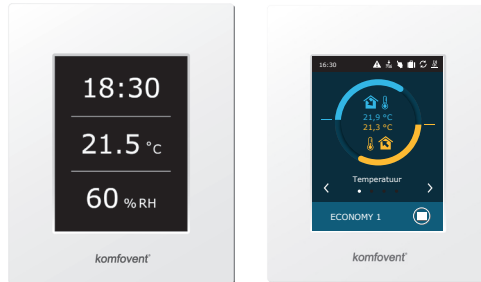 18:30
21.5 °C
60 % RH
komfovent
16:30
21,9 °C
21,3 °C
Temperatuur
ECONOMY 1
komfovent